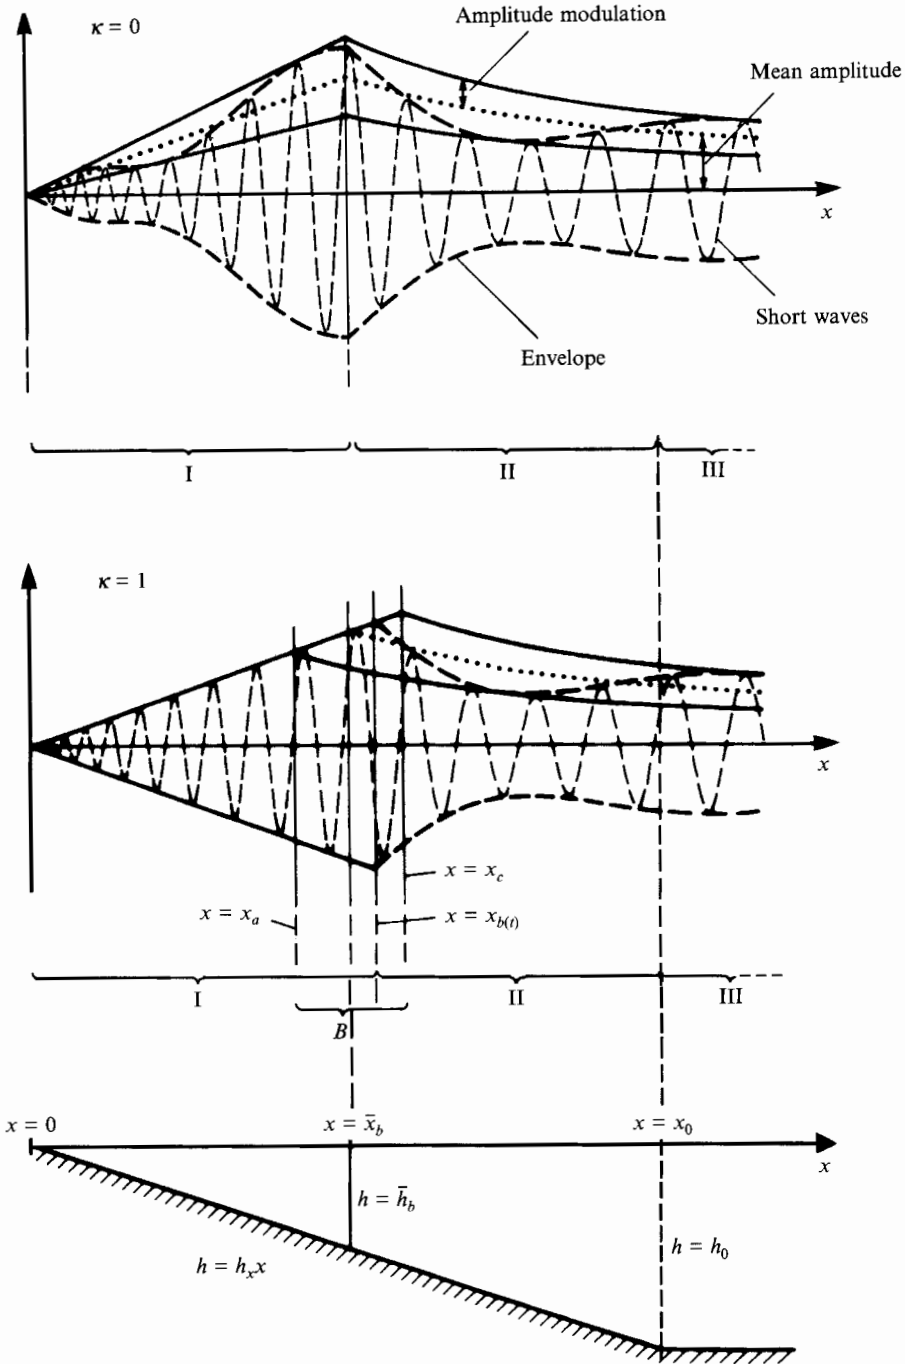 κ = 0
Amplitude modulation
Mean amplitude
x
Short waves
Envelope
I
II
III
κ = 1
x
x = x_c
x = x_a
x = x_{b(t)}
I
II
III
B
x = 0
x = x̄_b
x = x_0
x
h = h̄_b
h = h_x x
h = h_0